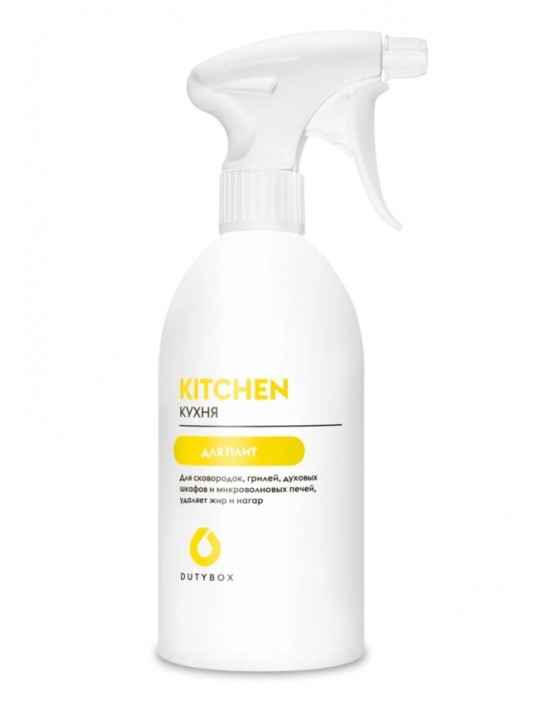 KITCHEN
КУХНЯ
ДЛЯ ПЛИТ
Для сковородок, грилей, духовых
шкафов и микроволновых печей,
удаляет жир и нагар
DUTYBOX